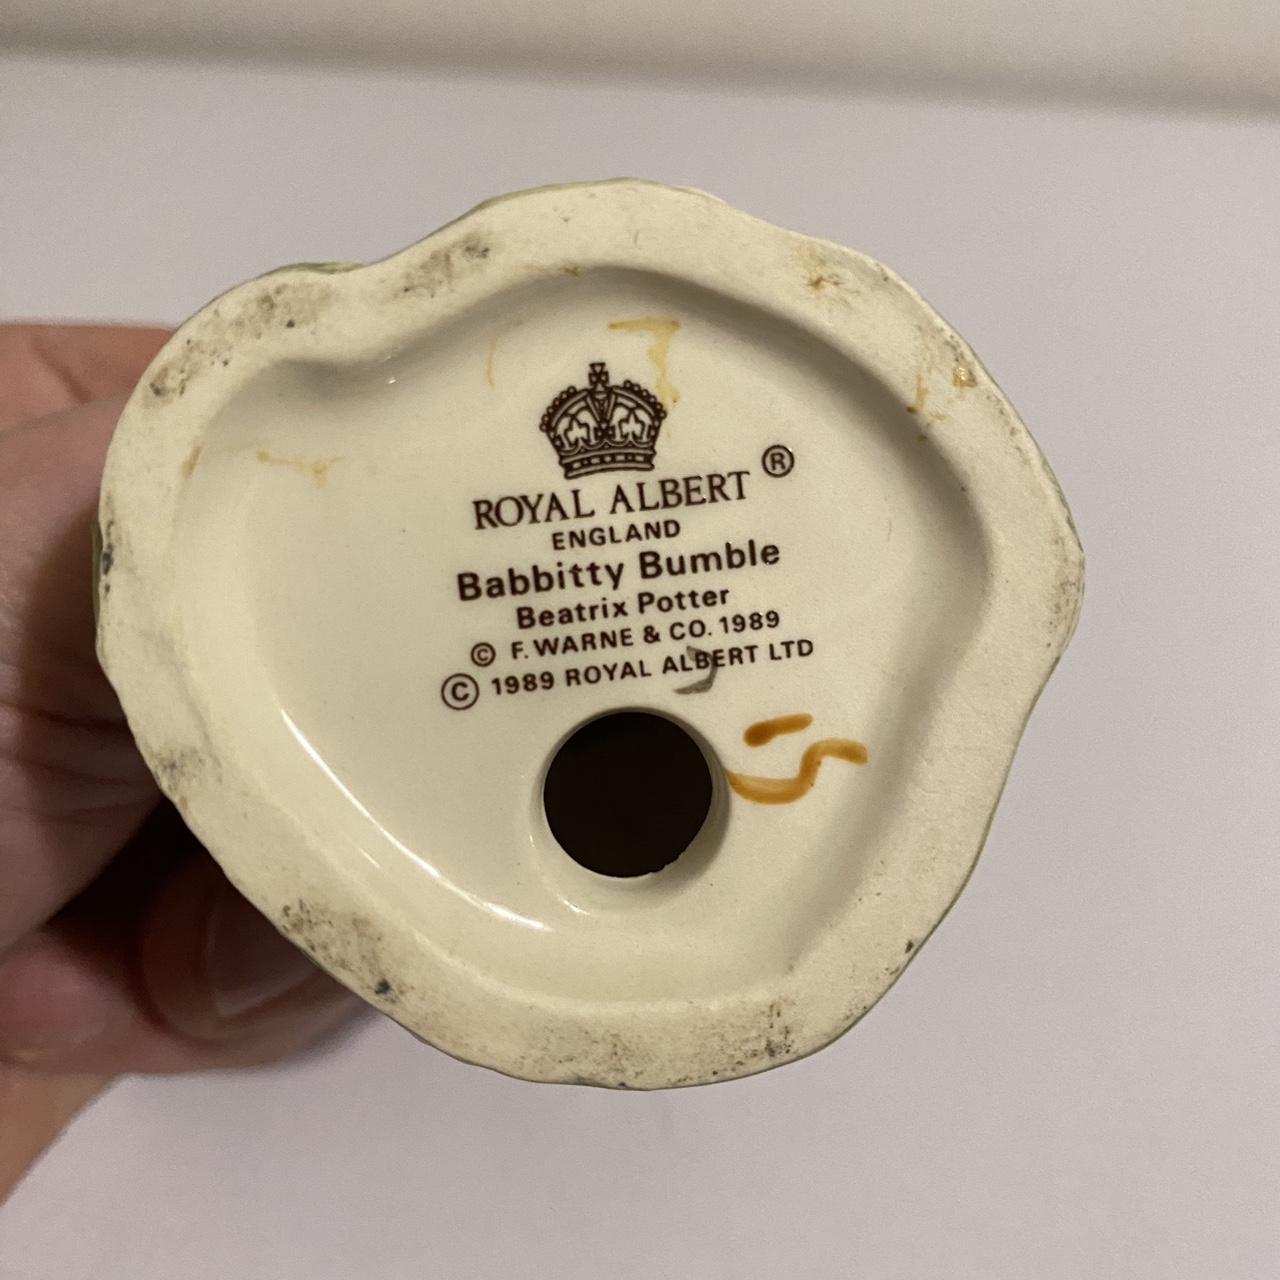 ROYAL ALBERT ®
ENGLAND
Babbitty Bumble
Beatrix Potter
© F. WARNE & CO. 1989
© 1989 ROYAL ALBERT LTD